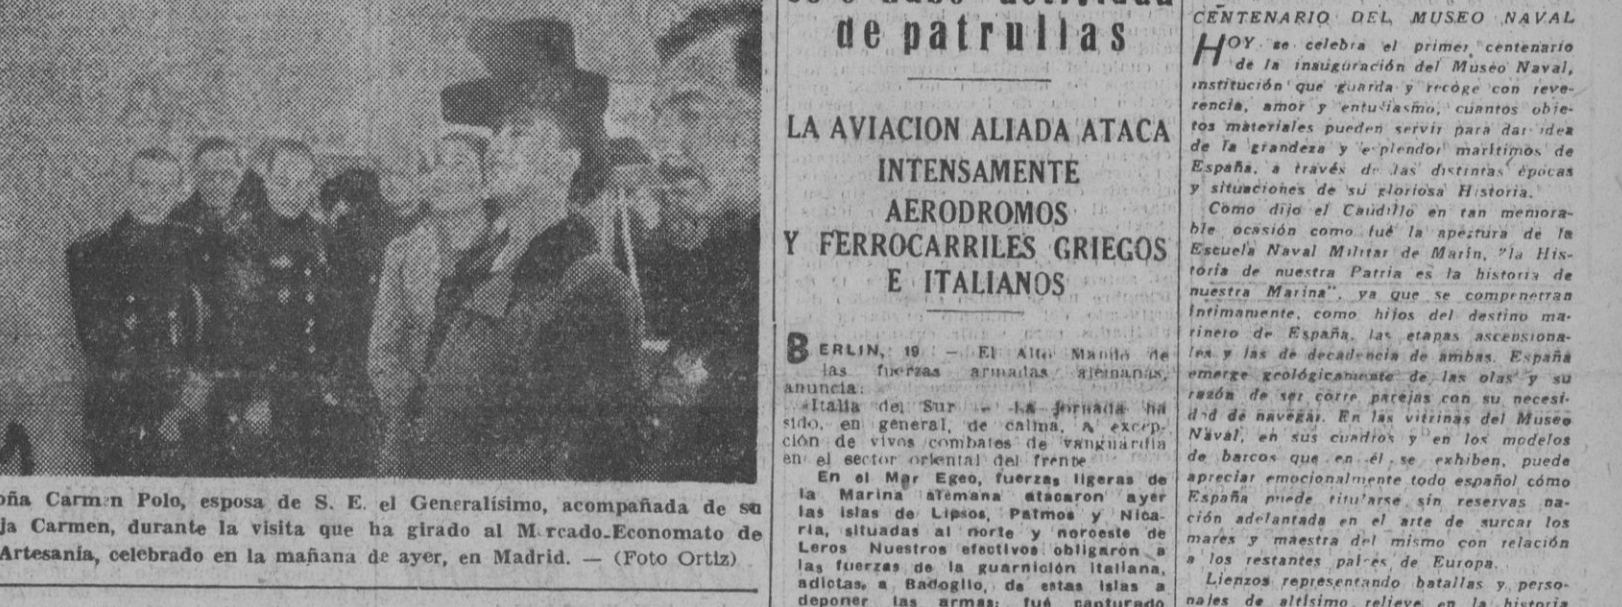 oña Carmen Polo, esposa de S. E. el Generalísimo, acompañada de su
ja Carmen, durante la visita que ha girado al Mercado-Economato de
Artesanía, celebrado en la mañana de ayer, en Madrid. — (Foto Ortiz)
de patrullas
LA AVIACION ALIADA ATACA
INTENSAMENTE
AERODROMOS
Y FERROCARRILES GRIEGOS
E ITALIANOS
BERLIN, 19 — El Alto Mando de
las fuerzas armadas alemanas,
anuncia:
«Italia del Sur — La jornada ha
sido, en general, de calma, a excep-
ción de vivos combates de vanguardia
en el sector oriental del frente
En el Mar Egeo, fuerzas ligeras de
la Marina alemana atacaron ayer
las islas de Lipsos, Patmos y Nica-
ria, situadas al norte y noroeste de
Leros Nuestros efectivos obligaron a
las fuerzas de la guarnición italiana,
adictas, a Badoglio, de estas islas a
deponer las armas; fué capturado
CENTENARIO DEL MUSEO NAVAL
HOY se celebra el primer centenario
de la inauguración del Museo Naval,
institución que guarda y recoge con reve-
rencia, amor y entusiasmo, cuantos obje-
tos materiales pueden servir para dar idea
de la grandeza y esplendor marítimos de
España, a través de las distintas épocas
y situaciones de su gloriosa Historia.
Como dijo el Caudillo en tan memora-
ble ocasión como fué la apertura de la
Escuela Naval Militar de Marín, "la His-
toria de nuestra Patria es la historia de
nuestra Marina", ya que se compenetran
íntimamente, como hijos del destino ma-
rinero de España, las etapas ascensiona-
les y las de decadencia de ambas. España
emerge geológicamente de las olas y su
razón de ser corre parejas con su necesi-
dad de navegar. En las vitrinas del Museo
Naval, en sus cuadros y en los modelos
de barcos que en él se exhiben, puede
apreciar emocionalmente todo español cómo
España puede titularse sin reservas na-
ción adelantada en el arte de surcar los
mares y maestra del mismo con relación
a los restantes países de Europa.
Lienzos representando batallas y perso-
najes de altísimo relieve en la historia